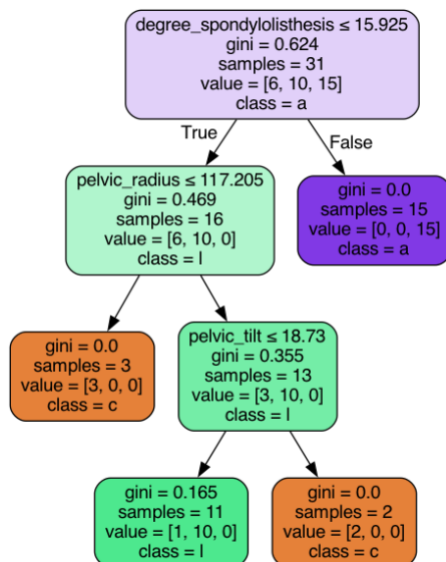 degree_spondylolisthesis ≤ 15.925
gini = 0.624
samples = 31
value = [6, 10, 15]
class = a
True
False
pelvic_radius ≤ 117.205
gini = 0.469
samples = 16
value = [6, 10, 0]
class = l
gini = 0.0
samples = 15
value = [0, 0, 15]
class = a
gini = 0.0
samples = 3
value = [3, 0, 0]
class = c
pelvic_tilt ≤ 18.73
gini = 0.355
samples = 13
value = [3, 10, 0]
class = l
gini = 0.165
samples = 11
value = [1, 10, 0]
class = l
gini = 0.0
samples = 2
value = [2, 0, 0]
class = c